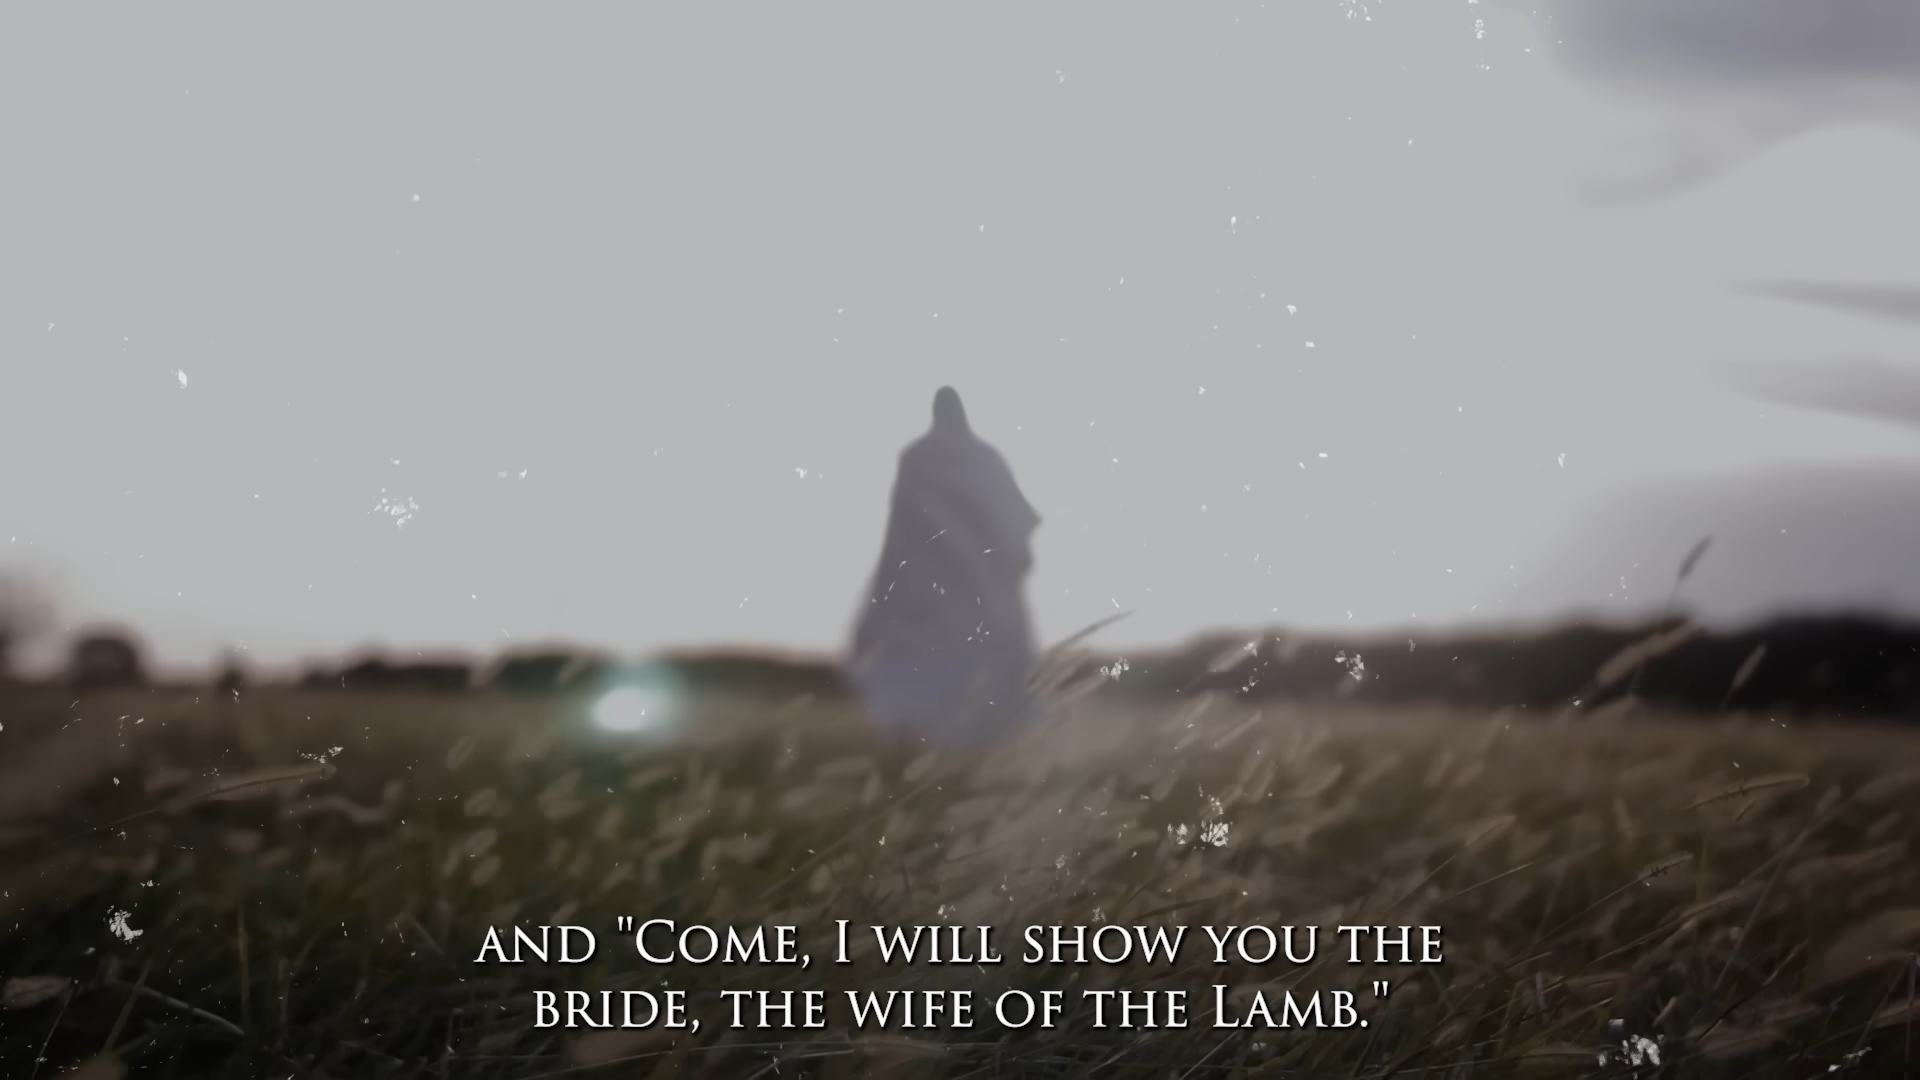 and "Come, I will show you the
bride, the wife of the Lamb."